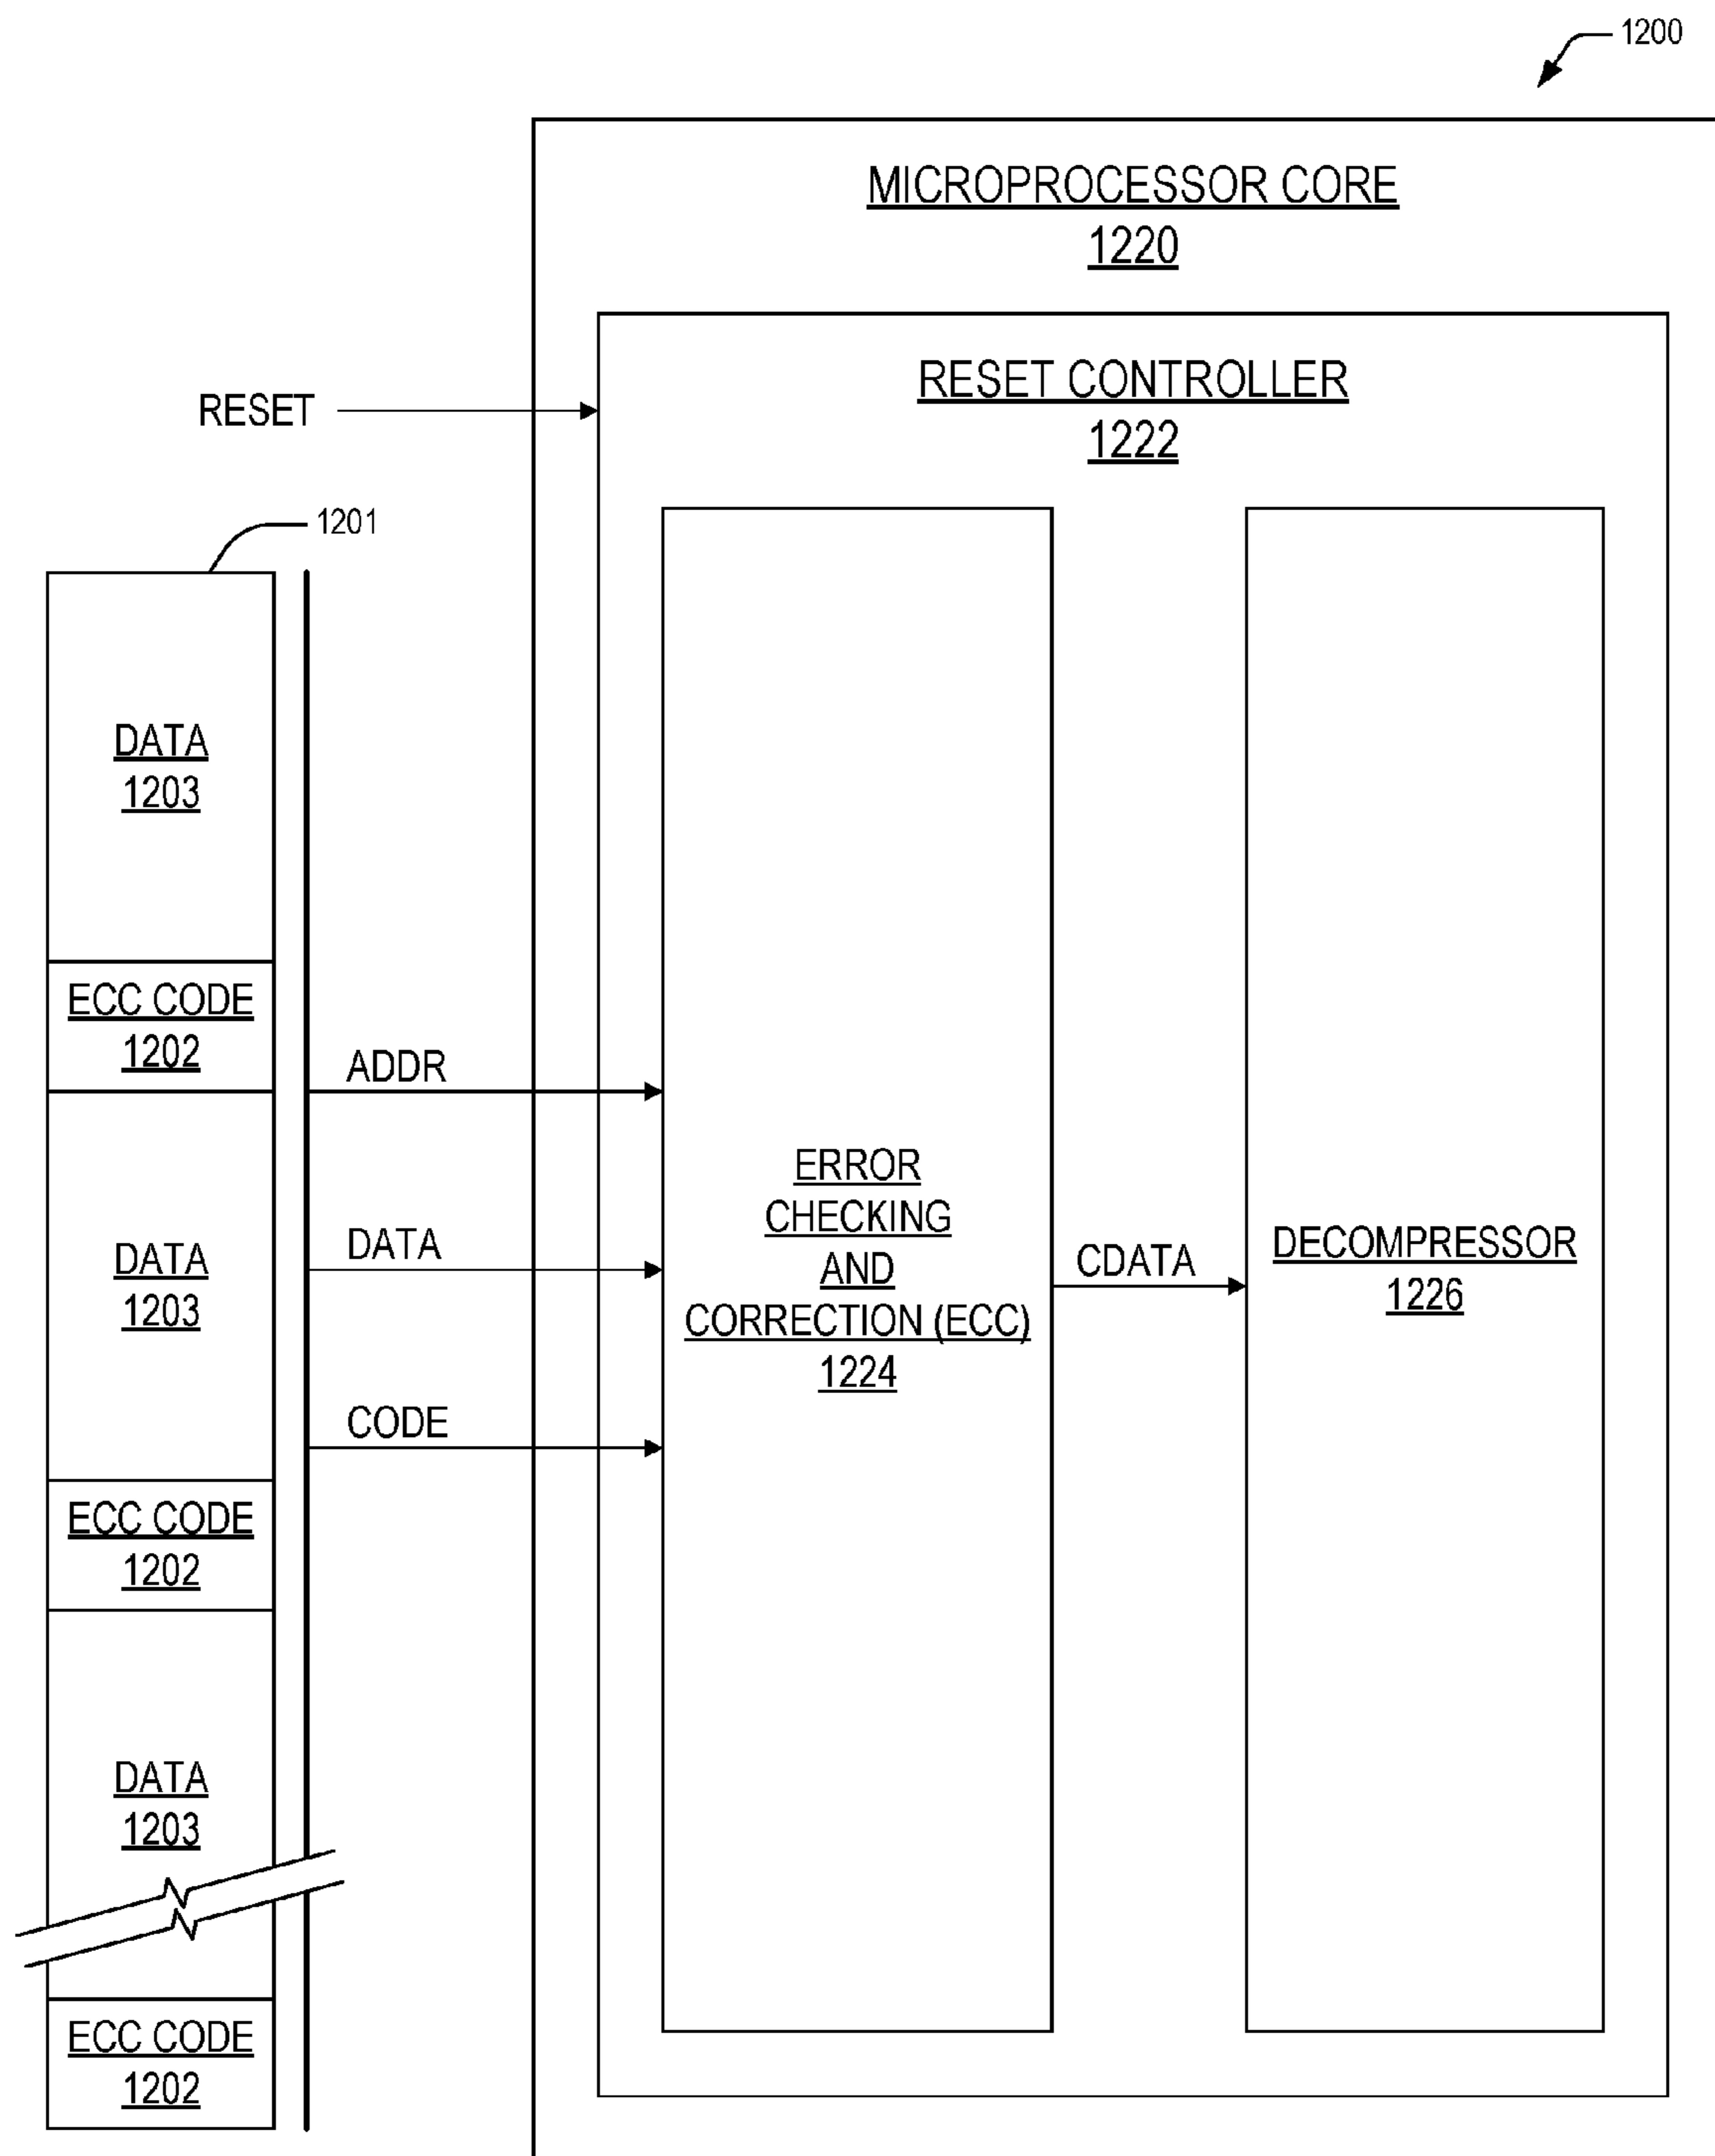 1200
MICROPROCESSOR CORE
1220
RESET CONTROLLER
1222
RESET
1201
DATA
1203
ECC CODE
1202
ADDR
DATA
1203
DATA
CODE
ERROR
CHECKING
AND
CORRECTION (ECC)
1224
CDATA
DECOMPRESSOR
1226
ECC CODE
1202
DATA
1203
ECC CODE
1202